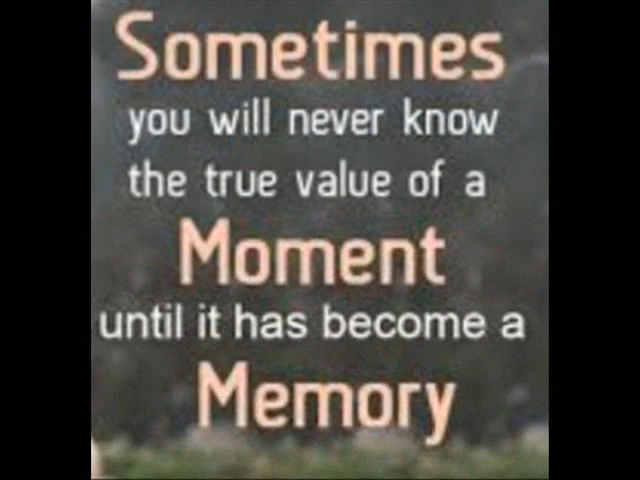 Sometimes
you will never know
the true value of a
Moment
until it has become a
Memory